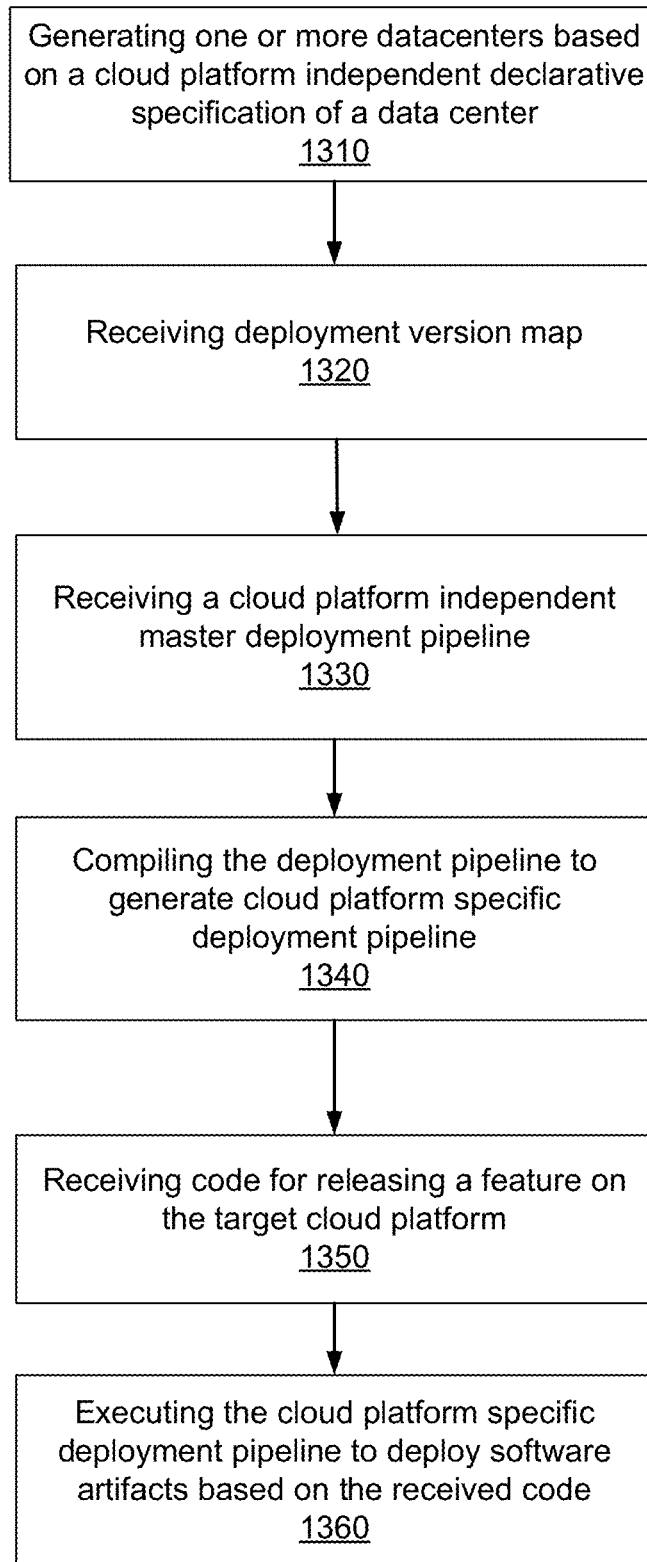 Generating one or more datacenters based
on a cloud platform independent declarative
specification of a data center
1310
Receiving deployment version map
1320
Receiving a cloud platform independent
master deployment pipeline
1330
Compiling the deployment pipeline to
generate cloud platform specific
deployment pipeline
1340
Receiving code for releasing a feature on
the target cloud platform
1350
Executing the cloud platform specific
deployment pipeline to deploy software
artifacts based on the received code
1360